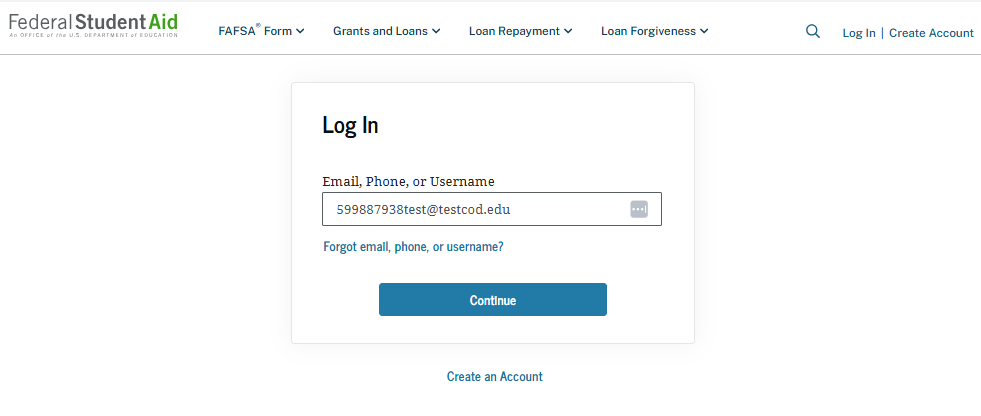 Federal Student Aid
An OFFICE of the U.S. DEPARTMENT of EDUCATION
FAFSA® Form
Grants and Loans
Loan Repayment
Loan Forgiveness
Log In | Create Account
Log In
Email, Phone, or Username
599887938test@testcod.edu
Forgot email, phone, or username?
Continue
Create an Account